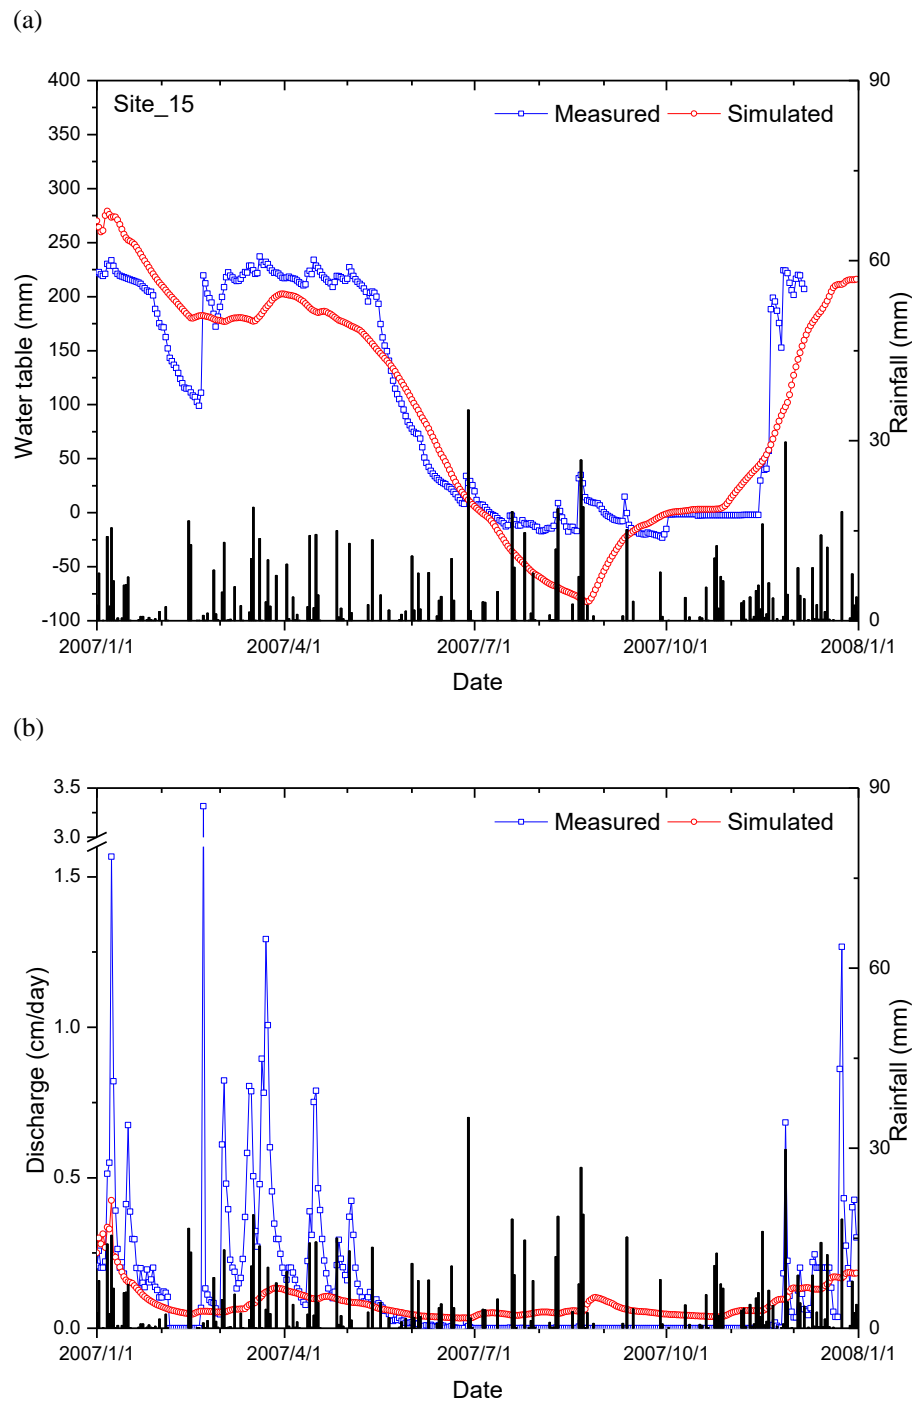 (a)
Site_15
Measured
Simulated
400
350
300
250
200
150
100
50
0
-50
-100
Water table (mm)
90
60
30
0
Rainfall (mm)
2007/1/1
2007/4/1
2007/7/1
2007/10/1
2008/1/1
Date
(b)
Measured
Simulated
3.5
3.0
1.5
1.0
0.5
0.0
Discharge (cm/day)
90
60
30
0
Rainfall (mm)
2007/1/1
2007/4/1
2007/7/1
2007/10/1
2008/1/1
Date